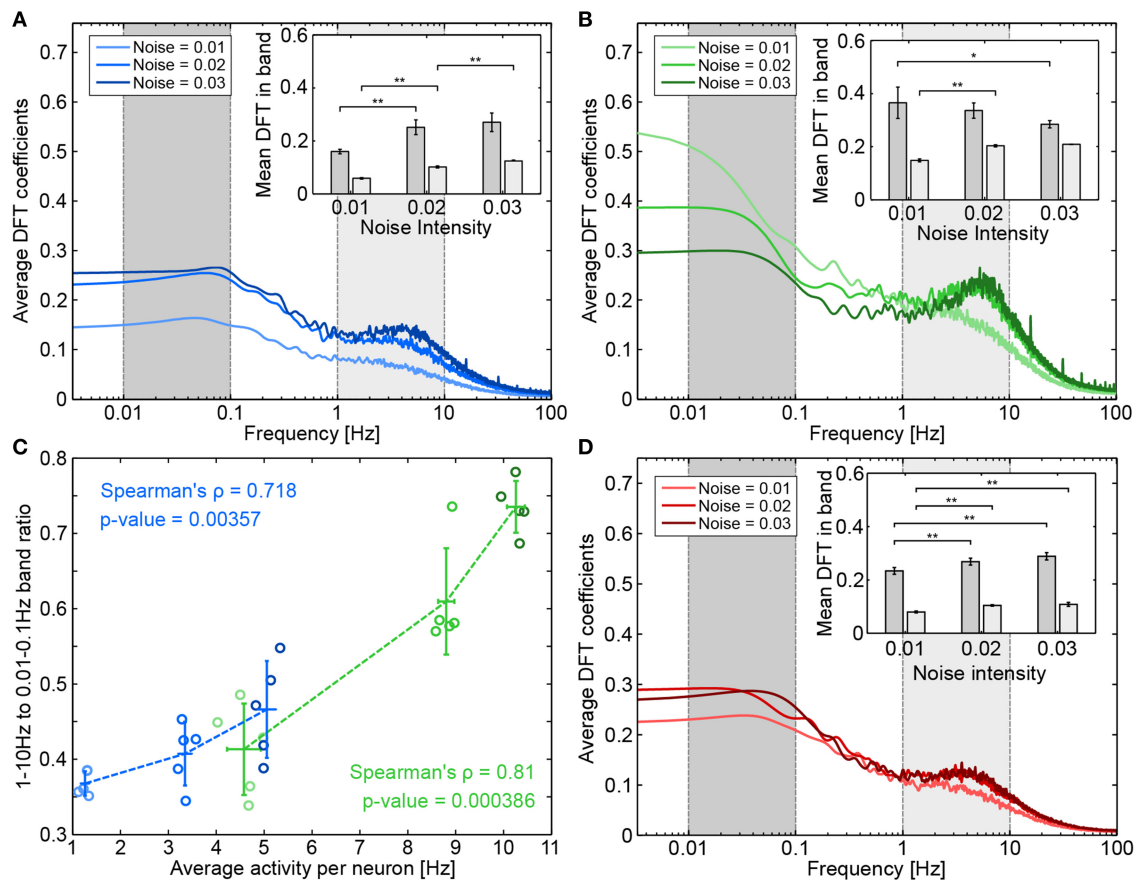 A
Average DFT coefficients
0.7
0.6
0.5
0.4
0.3
0.2
0.1
0
Noise = 0.01
Noise = 0.02
Noise = 0.03
Mean DFT in band
0.6
0.4
0.2
0
**
**
**
0.01 0.02 0.03
Noise Intensity
0.01 0.1 1 10 100
Frequency [Hz]
B
Average DFT coefficients
0.7
0.6
0.5
0.4
0.3
0.2
0.1
0
Noise = 0.01
Noise = 0.02
Noise = 0.03
Mean DFT in band
0.6
0.4
0.2
0
*
**
0.01 0.02 0.03
Noise Intensity
0.01 0.1 1 10 100
Frequency [Hz]
C
1-10Hz to 0.01-0.1Hz band ratio
0.8
0.7
0.6
0.5
0.4
0.3
Spearman's ρ = 0.718
p-value = 0.00357
Spearman's ρ = 0.81
p-value = 0.000386
1 2 3 4 5 6 7 8 9 10 11
Average activity per neuron [Hz]
D
Average DFT coefficients
0.7
0.6
0.5
0.4
0.3
0.2
0.1
0
Noise = 0.01
Noise = 0.02
Noise = 0.03
Mean DFT in band
0.6
0.4
0.2
0
**
**
**
**
0.01 0.02 0.03
Noise intensity
0.01 0.1 1 10 100
Frequency [Hz]